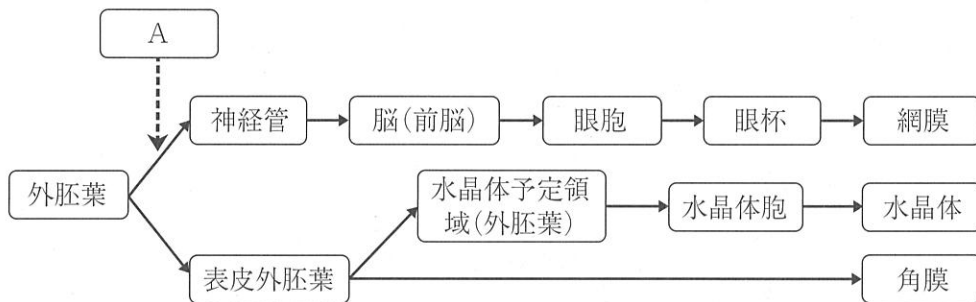 A
神経管
脳(前脳)
眼胞
眼杯
網膜
外胚葉
水晶体予定領
域(外胚葉)
水晶体胞
水晶体
表皮外胚葉
角膜